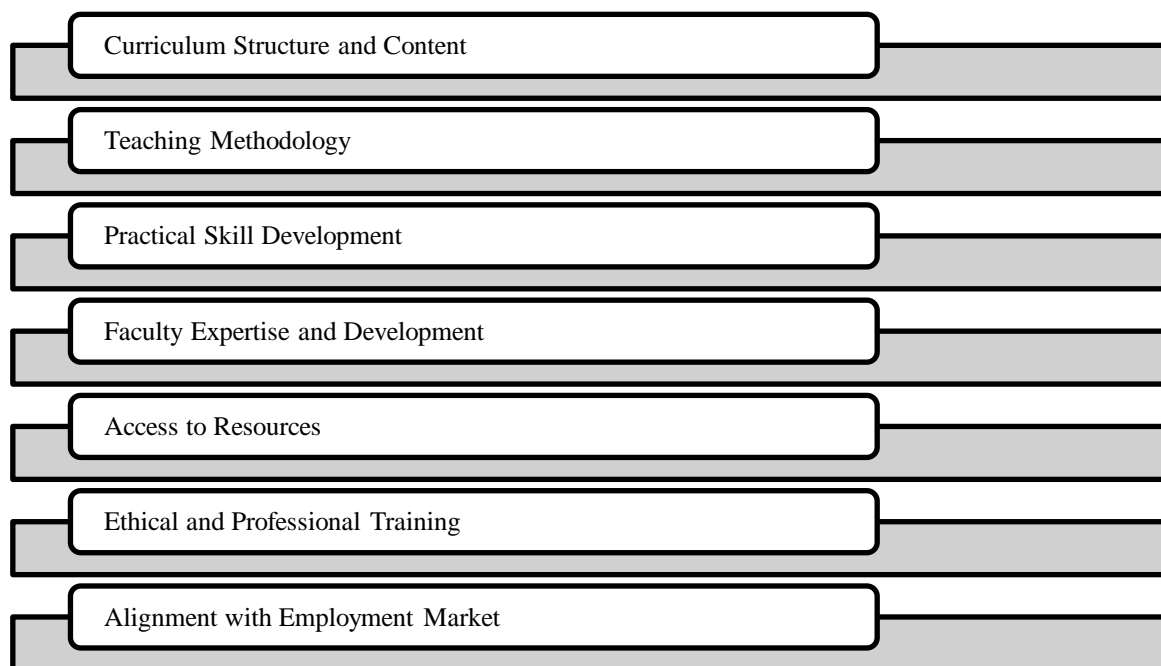 Curriculum Structure and Content
Teaching Methodology
Practical Skill Development
Faculty Expertise and Development
Access to Resources
Ethical and Professional Training
Alignment with Employment Market